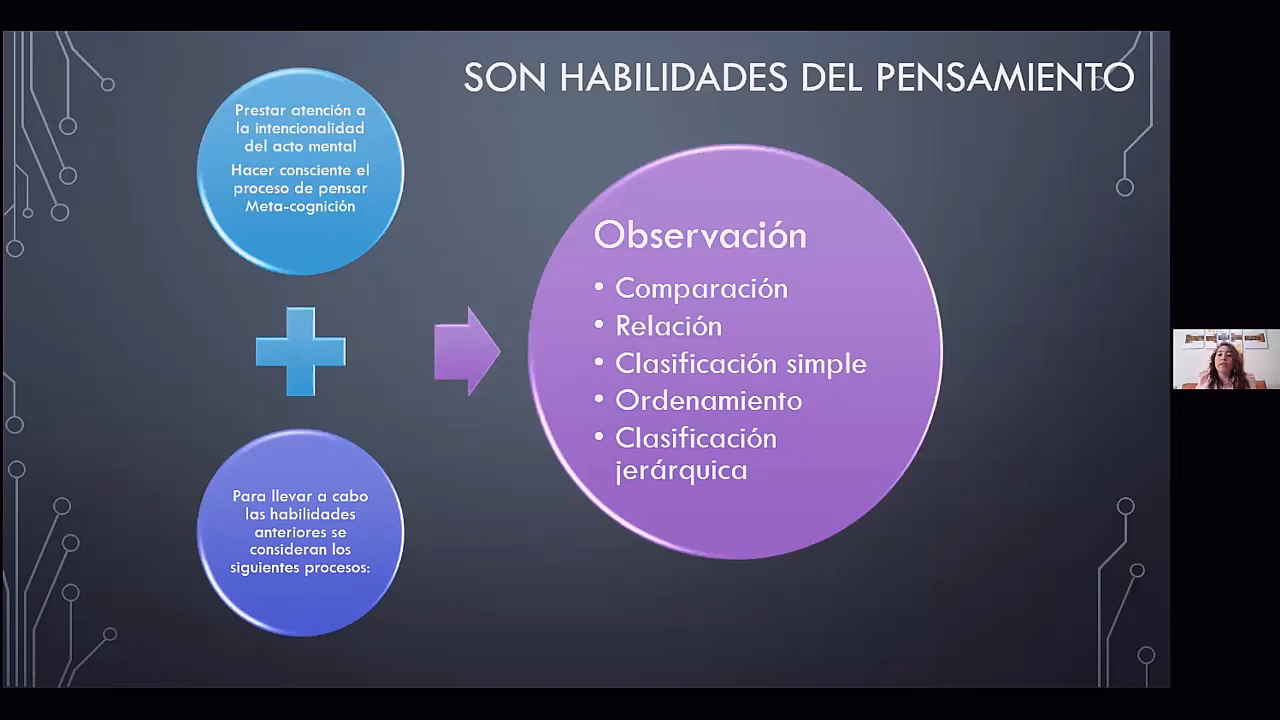 SON HABILIDADES DEL PENSAMIENTO
Prestar atención a
la intencionalidad
del acto mental
Hacer consciente el
proceso de pensar
Meta-cognición
Para llevar a cabo
las habilidades
anteriores se
consideran los
siguientes procesos:
Observación
• Comparación
• Relación
• Clasificación simple
• Ordenamiento
• Clasificación
jerárquica